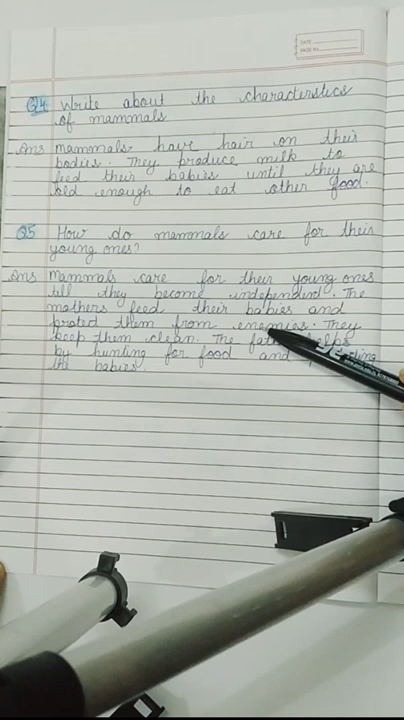 DATE
PAGE No.
Q4 Write about the characterstics
of mammals
Ans mammals have hair on their
bodies. They produce milk to
feed their babies until they are
old enough to eat other food.
Q5 How do mammals care for their
young ones?
Ans Mammals care for their young ones
till they become independent. The
mothers feed their babies and
protect them from enemies. They
keep them clean. The helps
by hunting for food and
the babies.